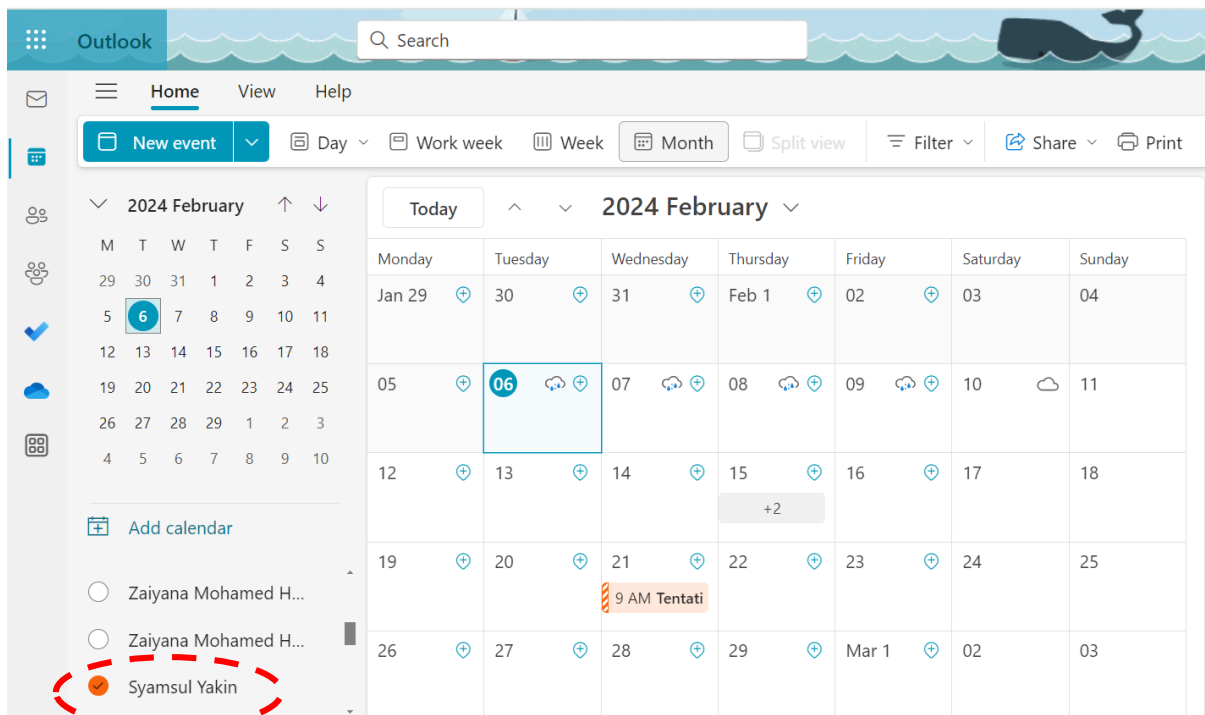 Outlook
Search
Home View Help
New event Day Work week Week Month Split view Filter Share Print
2024 February
M T W T F S S
29 30 31 1 2 3 4
5 6 7 8 9 10 11
12 13 14 15 16 17 18
19 20 21 22 23 24 25
26 27 28 29 1 2 3
4 5 6 7 8 9 10
Add calendar
Zaiyana Mohamed H...
Zaiyana Mohamed H...
Syamsul Yakin
Today 2024 February
Monday Tuesday Wednesday Thursday Friday Saturday Sunday
Jan 29 30 31 Feb 1 02 03 04
05 06 07 08 09 10 11
12 13 14 15 16 17 18
+2
19 20 21 22 23 24 25
9 AM Tentati
26 27 28 29 Mar 1 02 03